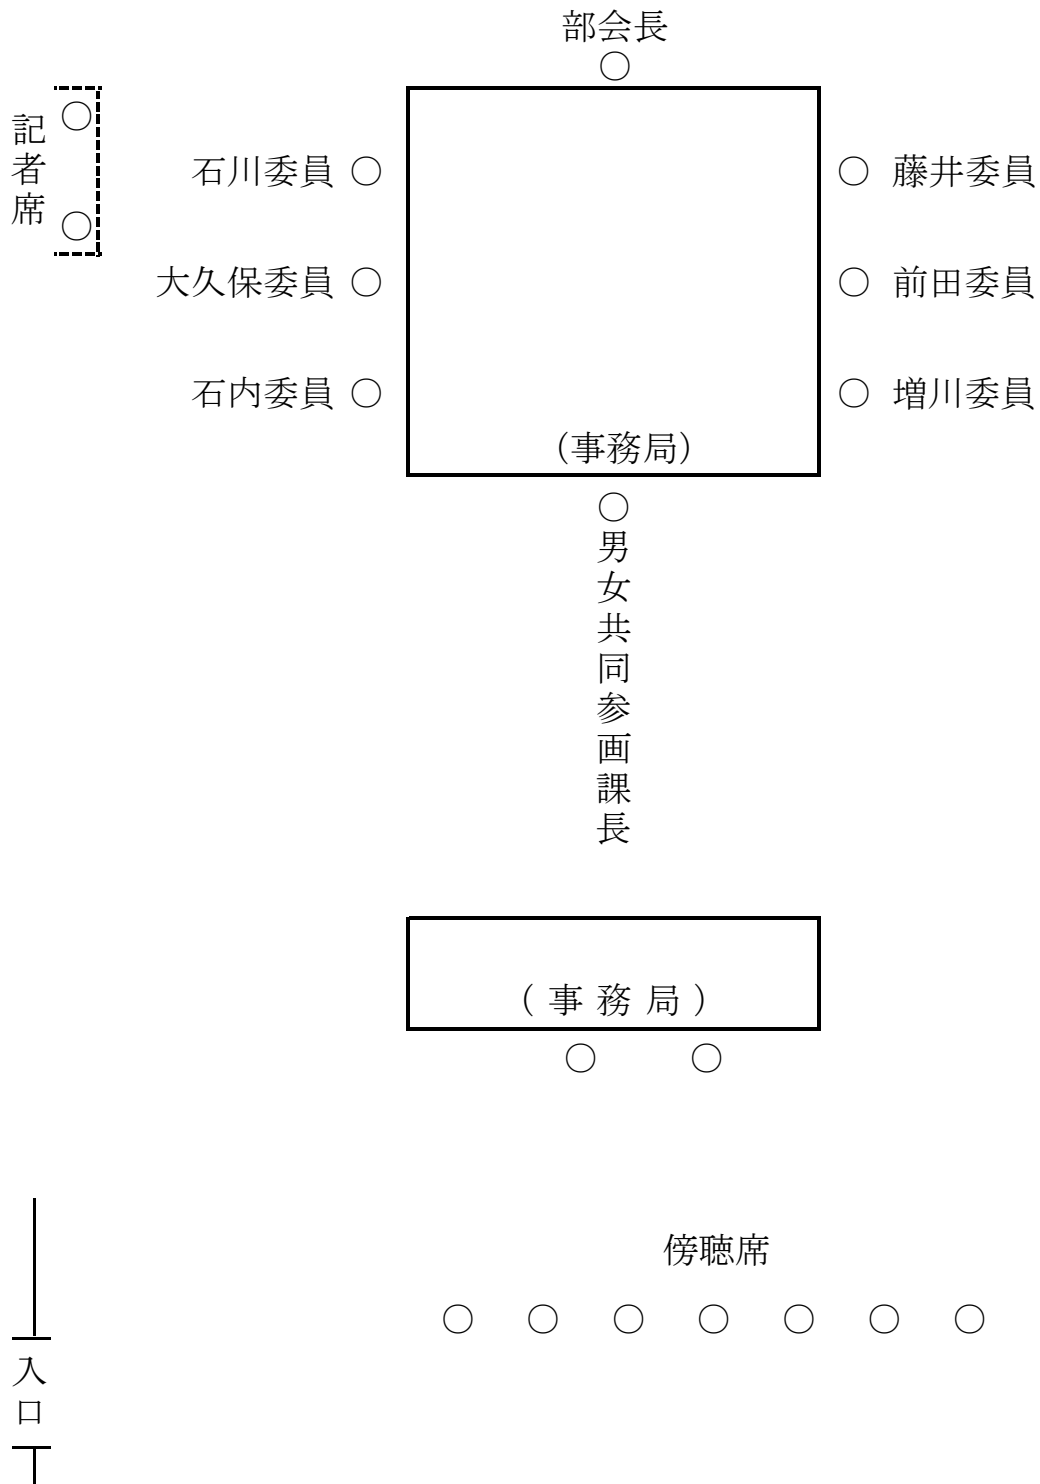 部会長
○
記者席
○
○
石川委員 ○
○ 藤井委員
大久保委員 ○
○ 前田委員
石内委員 ○
○ 増川委員
(事務局)
○男女共同参画課長
(事務局)
○ ○
傍聴席
○ ○ ○ ○ ○ ○ ○
入口